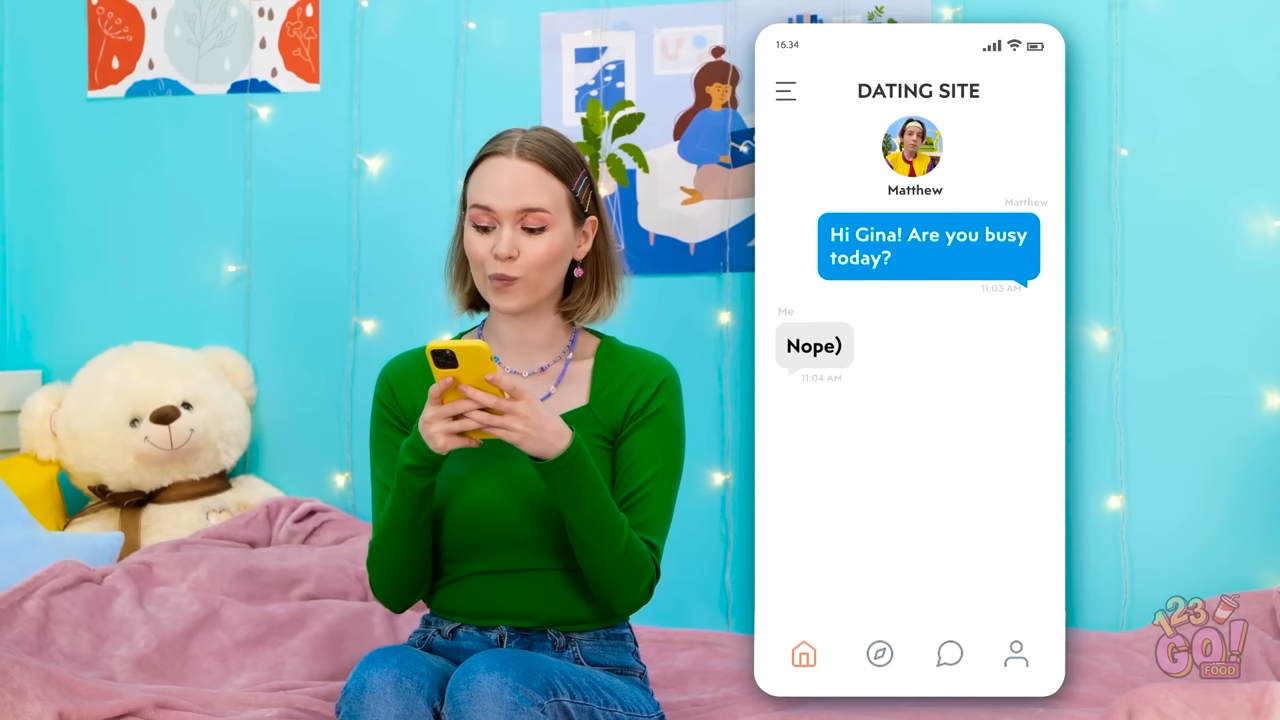 16.34
DATING SITE
Matthew
Matthew
Hi Gina! Are you busy
today?
11:03 AM
Me
Nope)
11:04 AM
123
GO!
FOOD